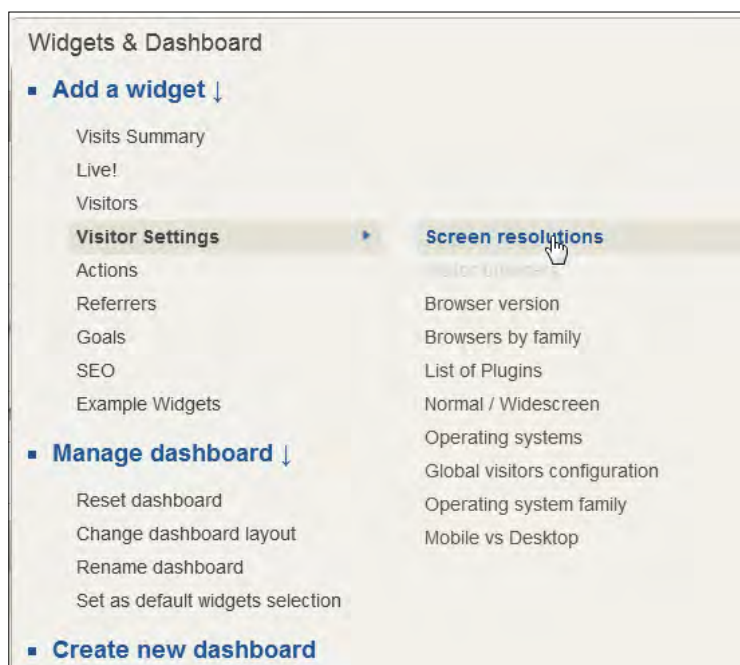 Widgets & Dashboard
Add a widget ↓
Visits Summary
Live!
Visitors
Visitor Settings
Actions
Referrers
Goals
SEO
Example Widgets
Screen resolutions
Visitor browsers
Browser version
Browsers by family
List of Plugins
Normal / Widescreen
Operating systems
Global visitors configuration
Operating system family
Mobile vs Desktop
Manage dashboard ↓
Reset dashboard
Change dashboard layout
Rename dashboard
Set as default widgets selection
Create new dashboard